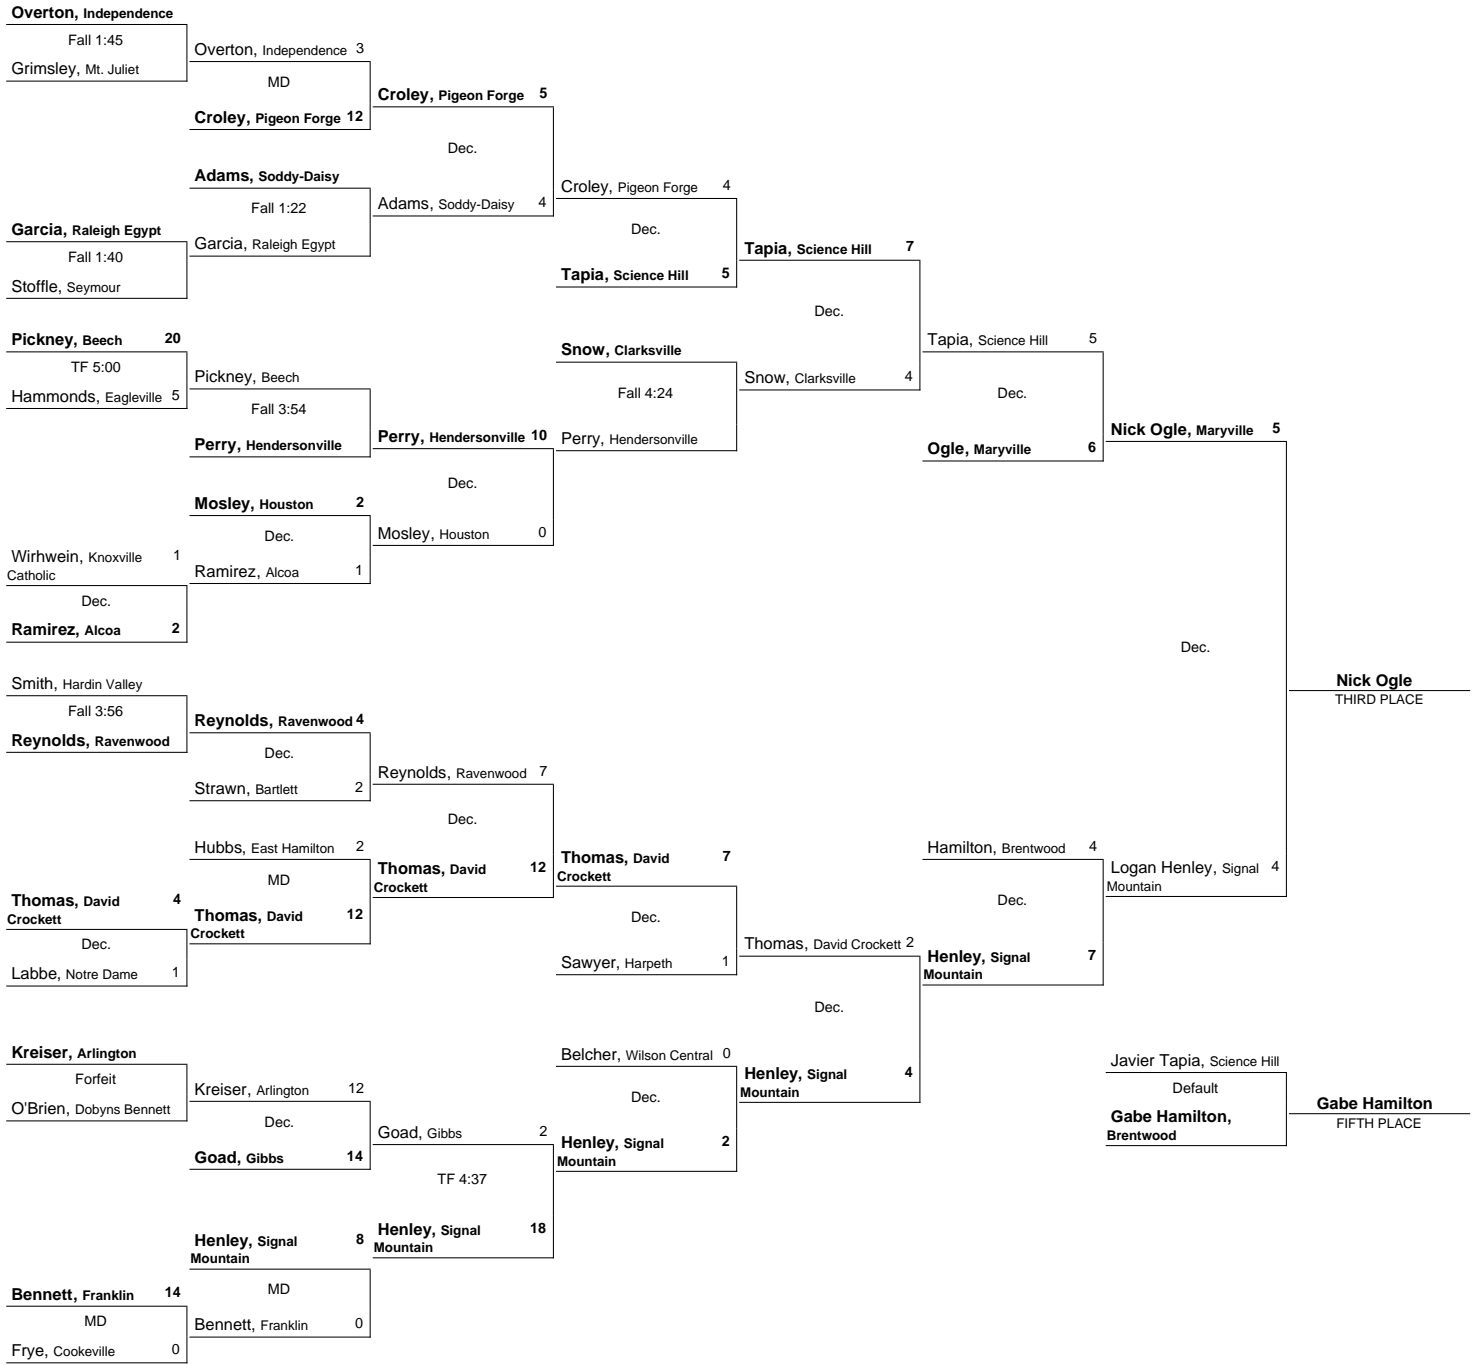 Overton, Independence
Fall 1:45
Grimsley, Mt. Juliet
Garcia, Raleigh Egypt
Fall 1:40
Stoffle, Seymour
Pickney, Beech 20
TF 5:00
Hammonds, Eagleville 5
Wirhwein, Knoxville 1
Catholic
Dec.
Ramirez, Alcoa 2
Smith, Hardin Valley
Fall 3:56
Reynolds, Ravenwood
Thomas, David 4
Crockett
Dec.
Labbe, Notre Dame 1
Kreiser, Arlington
Forfeit
O'Brien, Dobyns Bennett
Bennett, Franklin 14
MD
Frye, Cookeville 0
Overton, Independence 3
MD
Croley, Pigeon Forge 12
Adams, Soddy-Daisy
Fall 1:22
Garcia, Raleigh Egypt
Pickney, Beech
Fall 3:54
Perry, Hendersonville
Mosley, Houston 2
Dec.
Ramirez, Alcoa 1
Reynolds, Ravenwood 4
Dec.
Strawn, Bartlett 2
Hubbs, East Hamilton 2
MD
Thomas, David 12
Crockett
Kreiser, Arlington 12
Dec.
Goad, Gibbs 14
Henley, Signal 8
Mountain
MD
Bennett, Franklin 0
Croley, Pigeon Forge 5
Dec.
Adams, Soddy-Daisy 4
Perry, Hendersonville 10
Dec.
Mosley, Houston 0
Reynolds, Ravenwood 7
Dec.
Thomas, David 12
Crockett
Goad, Gibbs 2
TF 4:37
Henley, Signal 18
Mountain
Croley, Pigeon Forge 4
Dec.
Tapia, Science Hill 5
Snow, Clarksville
Fall 4:24
Perry, Hendersonville
Thomas, David 7
Crockett
Dec.
Sawyer, Harpeth 1
Belcher, Wilson Central 0
Dec.
Henley, Signal 2
Mountain
Tapia, Science Hill 7
Dec.
Snow, Clarksville 4
Thomas, David Crockett 2
Dec.
Henley, Signal 4
Mountain
Tapia, Science Hill 5
Dec.
Ogle, Maryville 6
Hamilton, Brentwood 4
Dec.
Henley, Signal 7
Mountain
Nick Ogle, Maryville 5
Dec.
Logan Henley, Signal 4
Mountain
Nick Ogle
THIRD PLACE
Javier Tapia, Science Hill
Default
Gabe Hamilton,
Brentwood
Gabe Hamilton
FIFTH PLACE